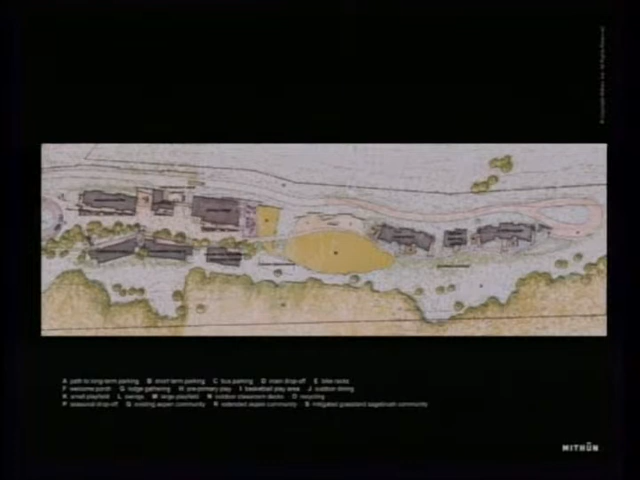 A path to long-term parking B short term parking C bus parking D main drop-off E bike racks
F welcome porch G lodge gathering H pre-primary play I basketball play area J outdoor dining
K small playfield L swings M large playfield N outdoor classroom decks O recycling
P seasonal drop-off Q existing aspen community R extended aspen community S mitigated grassland sagebrush community
MITHŪN